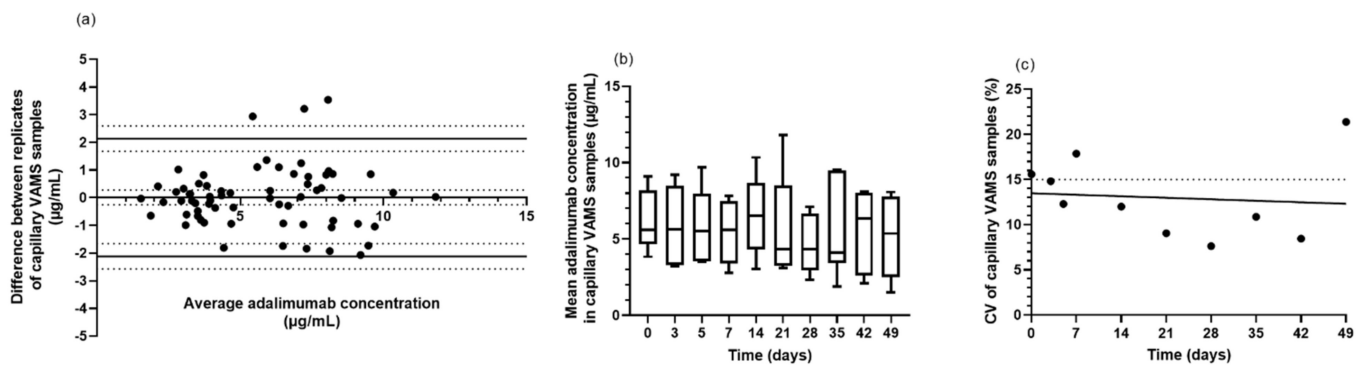 (a)
Difference between replicates
of capillary VAMS samples
(µg/mL)
5
4
3
2
1
0
-1
-2
-3
-4
-5
5
10
15
Average adalimumab concentration
(µg/mL)
(b)
Mean adalimumab concentration
in capillary VAMS samples (µg/mL)
15
10
5
0
0 3 5 7 14 21 28 35 42 49
Time (days)
(c)
CV of capillary VAMS samples (%)
25
20
15
10
5
0
0 7 14 21 28 35 42 49
Time (days)